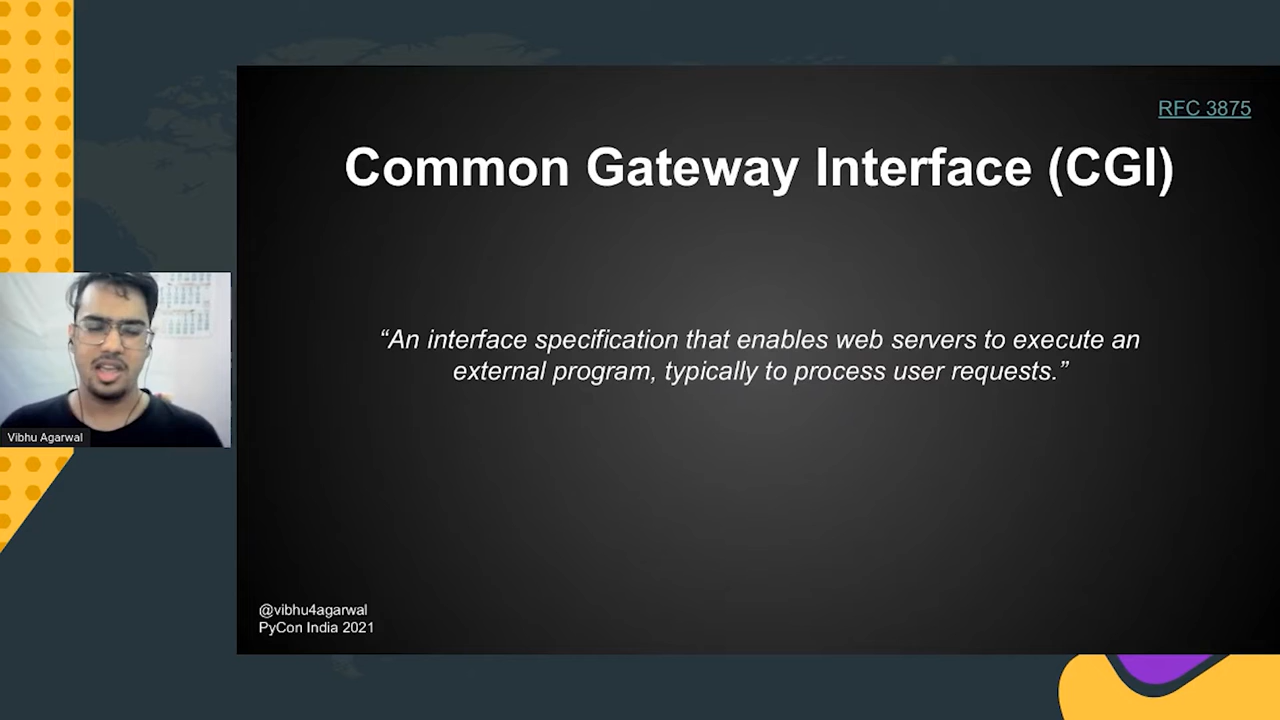 RFC 3875
Common Gateway Interface (CGI)
“An interface specification that enables web servers to execute an
external program, typically to process user requests.”
Vibhu Agarwal
@vibhu4agarwal
PyCon India 2021